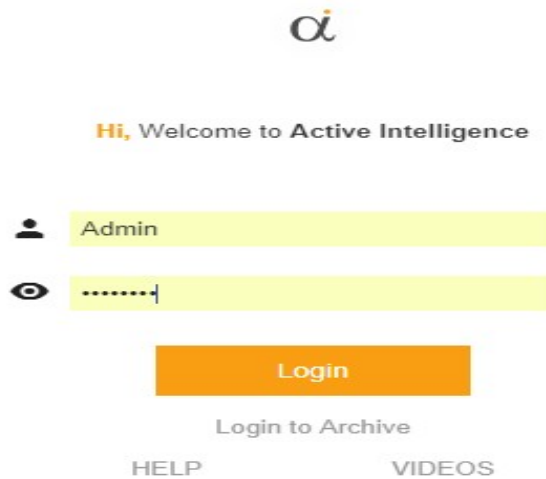 αi
Hi, Welcome to Active Intelligence
Admin
••••••••
Login
Login to Archive
HELP VIDEOS